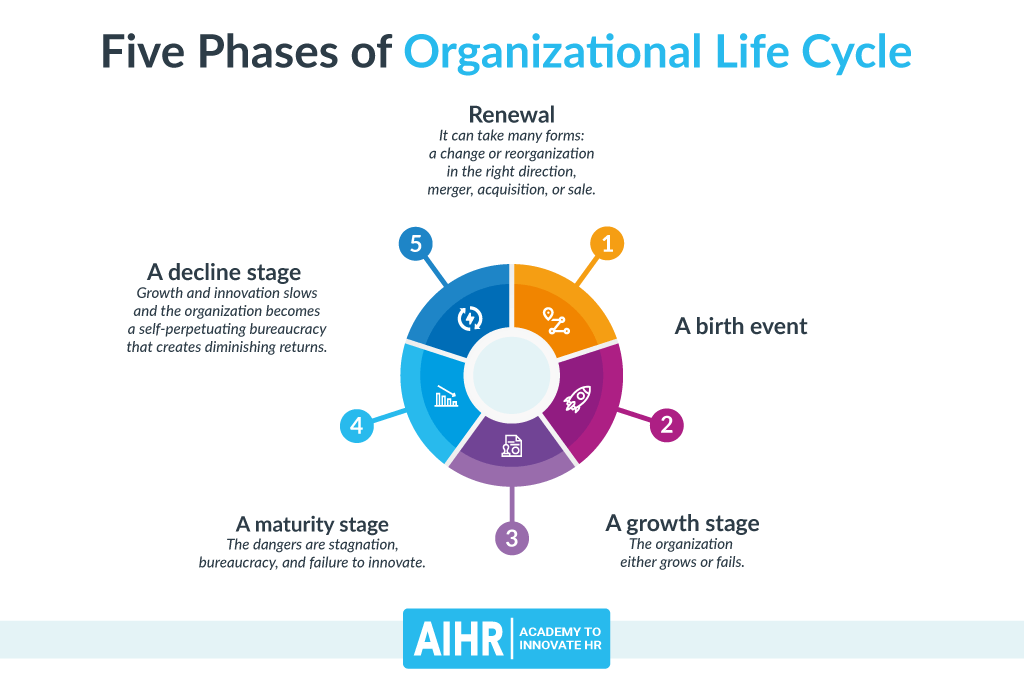 Five Phases of Organizational Life Cycle
Renewal
It can take many forms:
a change or reorganization
in the right direction,
merger, acquisition, or sale.
5
1
A decline stage
Growth and innovation slows
and the organization becomes
a self-perpetuating bureaucracy
that creates diminishing returns.
A birth event
4
2
A maturity stage
The dangers are stagnation,
bureaucracy, and failure to innovate.
3
A growth stage
The organization
either grows or fails.
AIHR
ACADEMY TO
INNOVATE HR